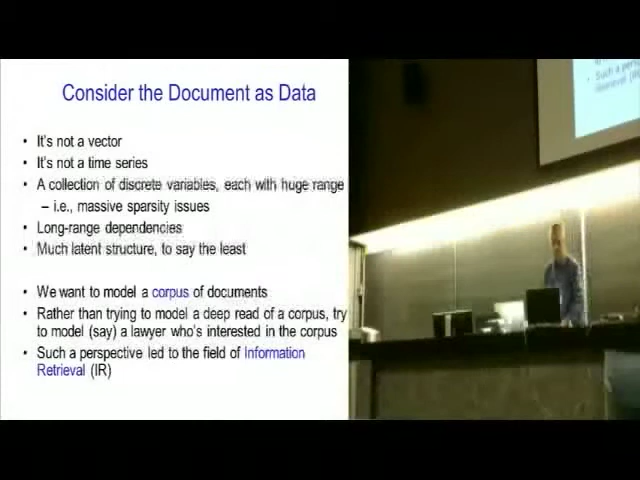 Consider the Document as Data
• It's not a vector
• It's not a time series
• A collection of discrete variables, each with huge range
– i.e., massive sparsity issues
• Long-range dependencies
• Much latent structure, to say the least
• We want to model a corpus of documents
• Rather than trying to model a deep read of a corpus, try
to model (say) a lawyer who's interested in the corpus
• Such a perspective led to the field of Information
Retrieval (IR)
• Such a
Retrieval (IR